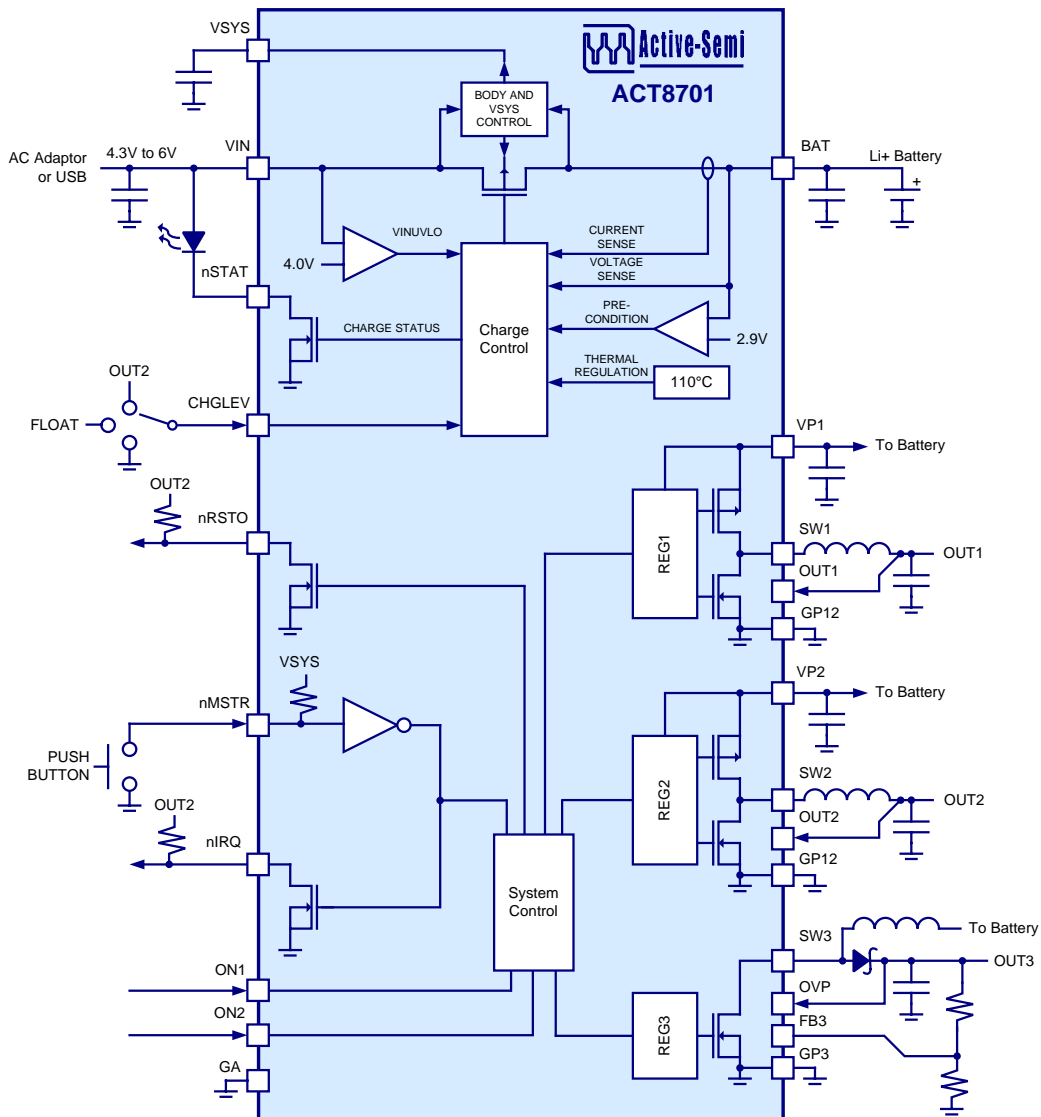 VSYS
Active-Semi
ACT8701
BODY AND
VSYS
CONTROL
AC Adaptor
or USB
4.3V to 6V
VIN
BAT
Li+ Battery
+
VINUVLO
4.0V
CURRENT
SENSE
VOLTAGE
SENSE
nSTAT
CHARGE STATUS
Charge
Control
PRE-
CONDITION
2.9V
THERMAL
REGULATION
110°C
OUT2
FLOAT
CHGLEV
VP1
To Battery
OUT2
nRSTO
REG1
SW1
OUT1
OUT1
GP12
VSYS
nMSTR
PUSH
BUTTON
VP2
To Battery
REG2
SW2
OUT2
OUT2
GP12
OUT2
nIRQ
System
Control
ON1
ON2
GA
REG3
SW3
To Battery
OUT3
OVP
FB3
GP3